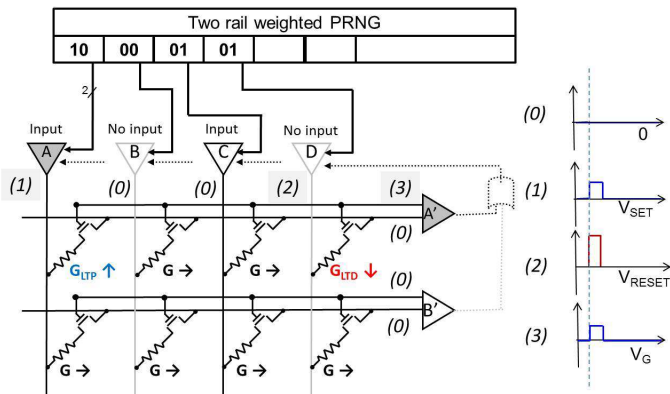 Two rail weighted PRNG
10 00 01 01
2
Input No input Input No input
A B C D
(1) (0) (0) (2) (3)
A'
(0)
G_LTP ↑ G → G → G_LTD ↓
(0)
B'
(0)
G → G → G → G →
(0)
0
(1)
V_SET
(2)
V_RESET
(3)
V_G